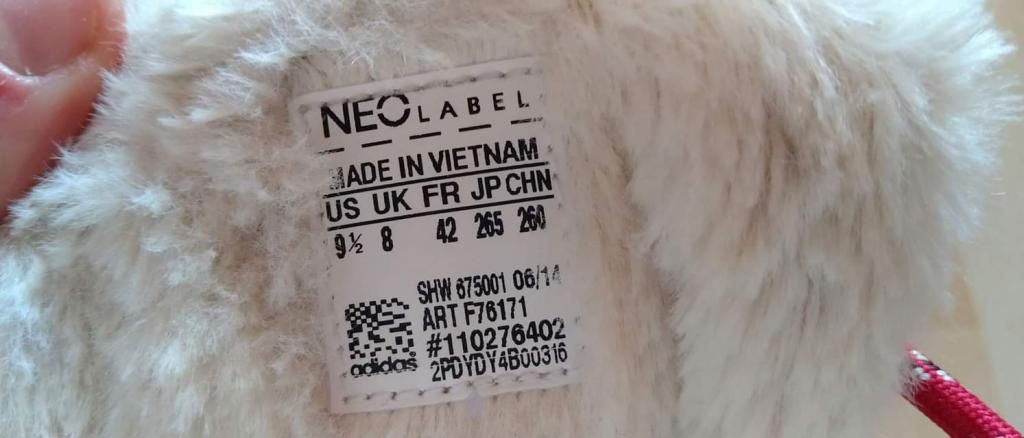 NEO LABEL
MADE IN VIETNAM
US UK FR JP CHN
9½ 8 42 265 260
SHW 675001 06/14
ART F76171
#110276402
adidas 2PDYDY4B00316